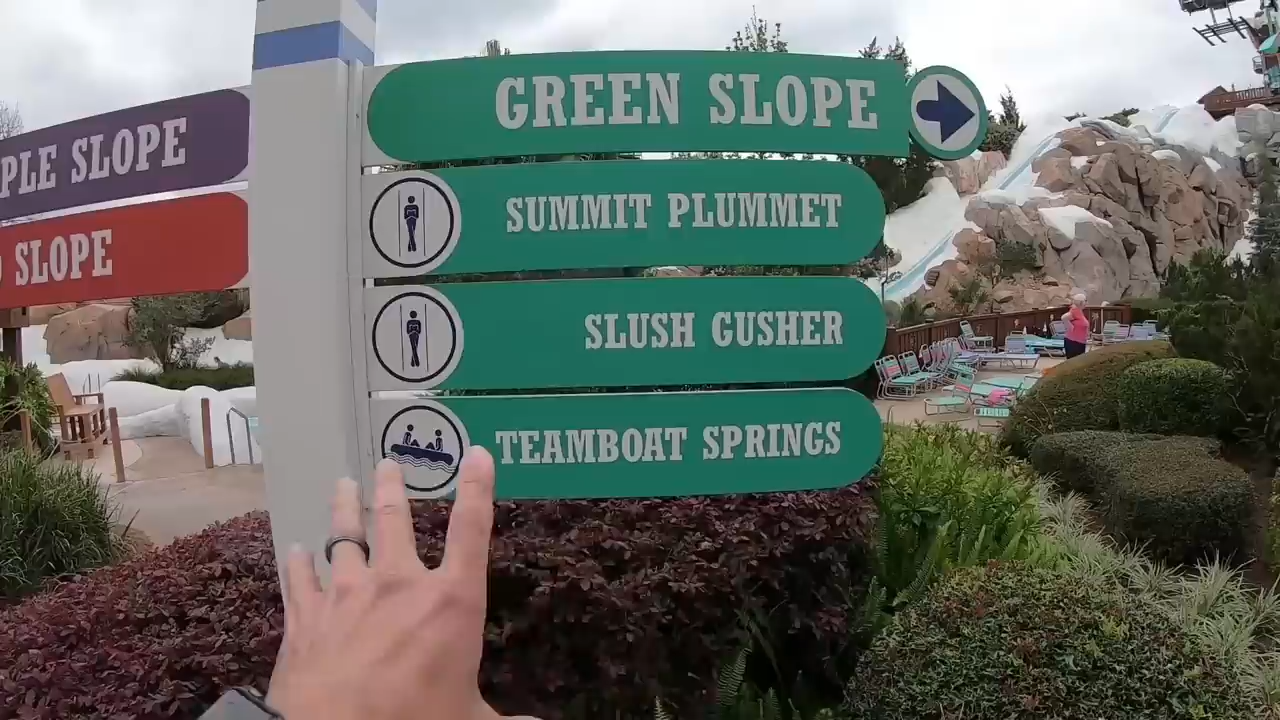 PLE SLOPE
SLOPE
GREEN SLOPE
SUMMIT PLUMMET
SLUSH GUSHER
TEAMBOAT SPRINGS